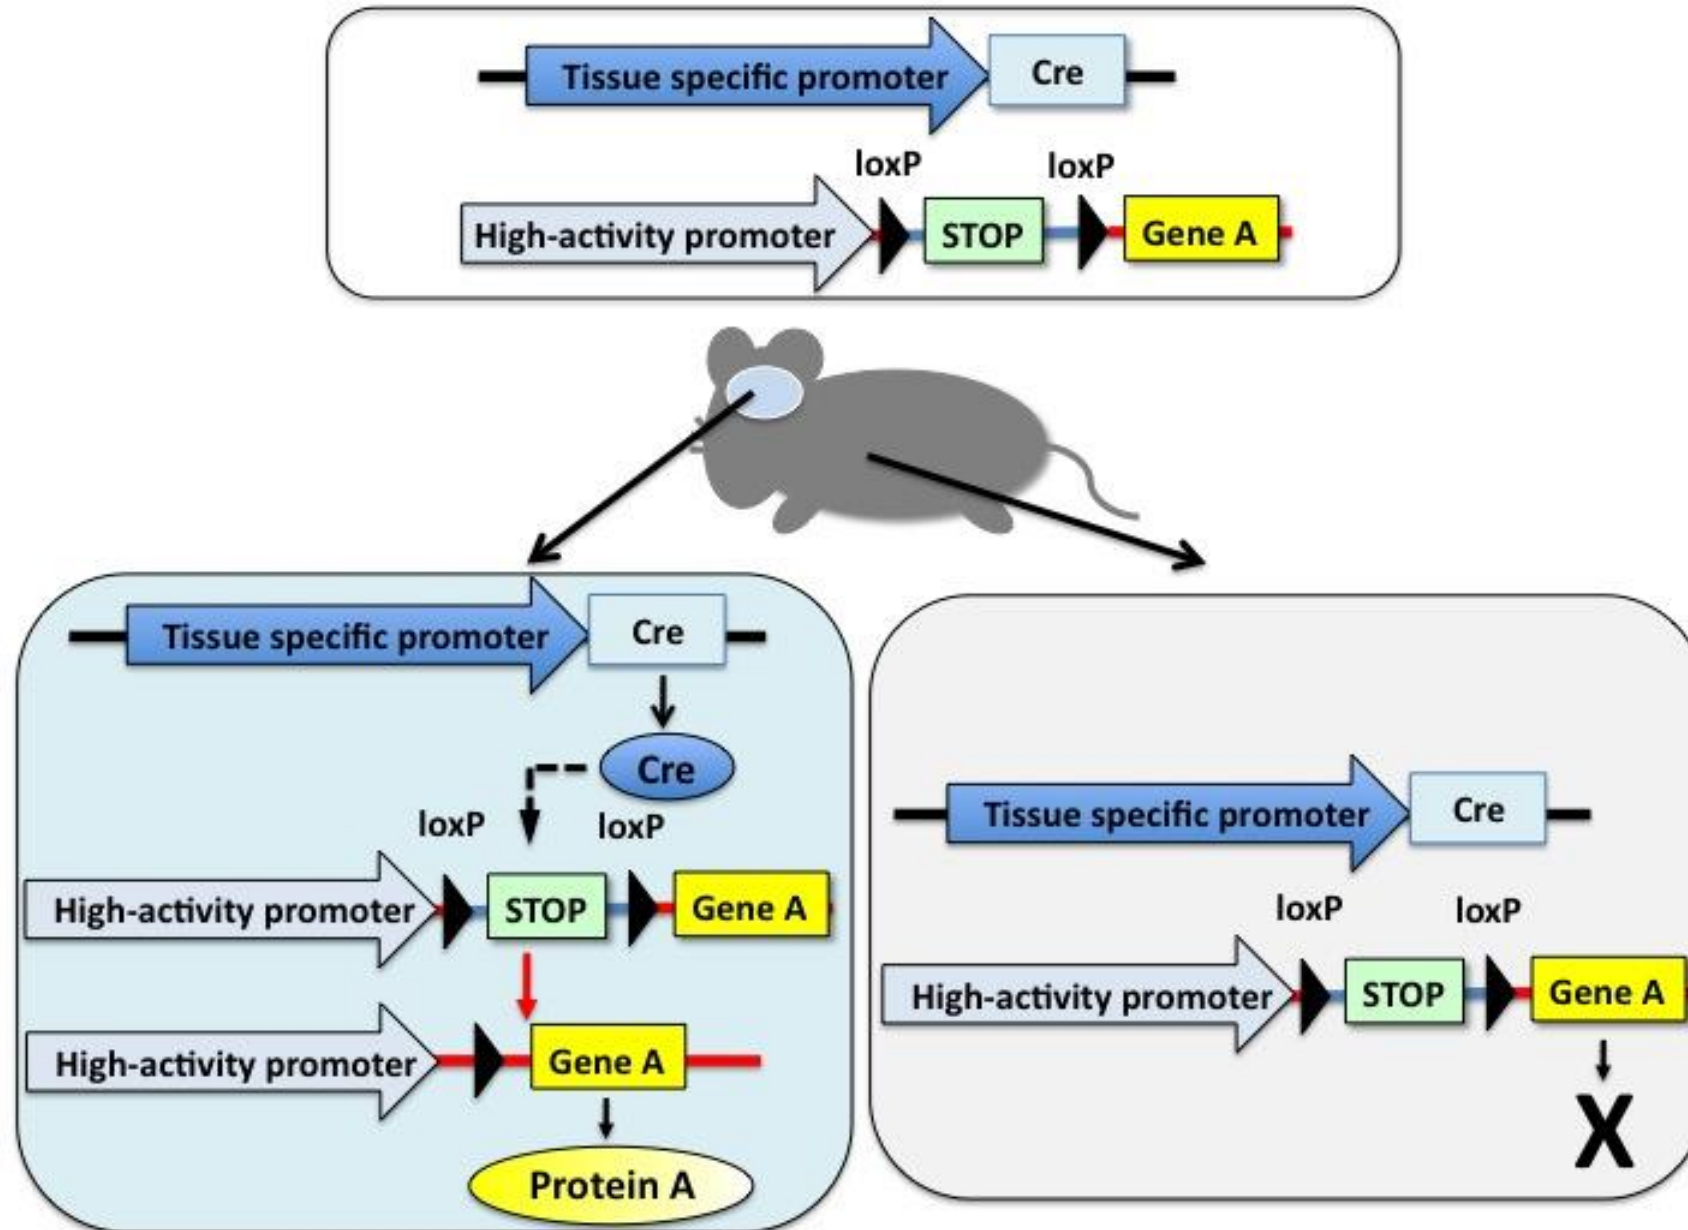 Tissue specific promoter Cre
loxP loxP
High-activity promoter STOP Gene A
Tissue specific promoter Cre
Cre
loxP loxP
High-activity promoter STOP Gene A
High-activity promoter Gene A
Protein A
Tissue specific promoter Cre
loxP loxP
High-activity promoter STOP Gene A
X